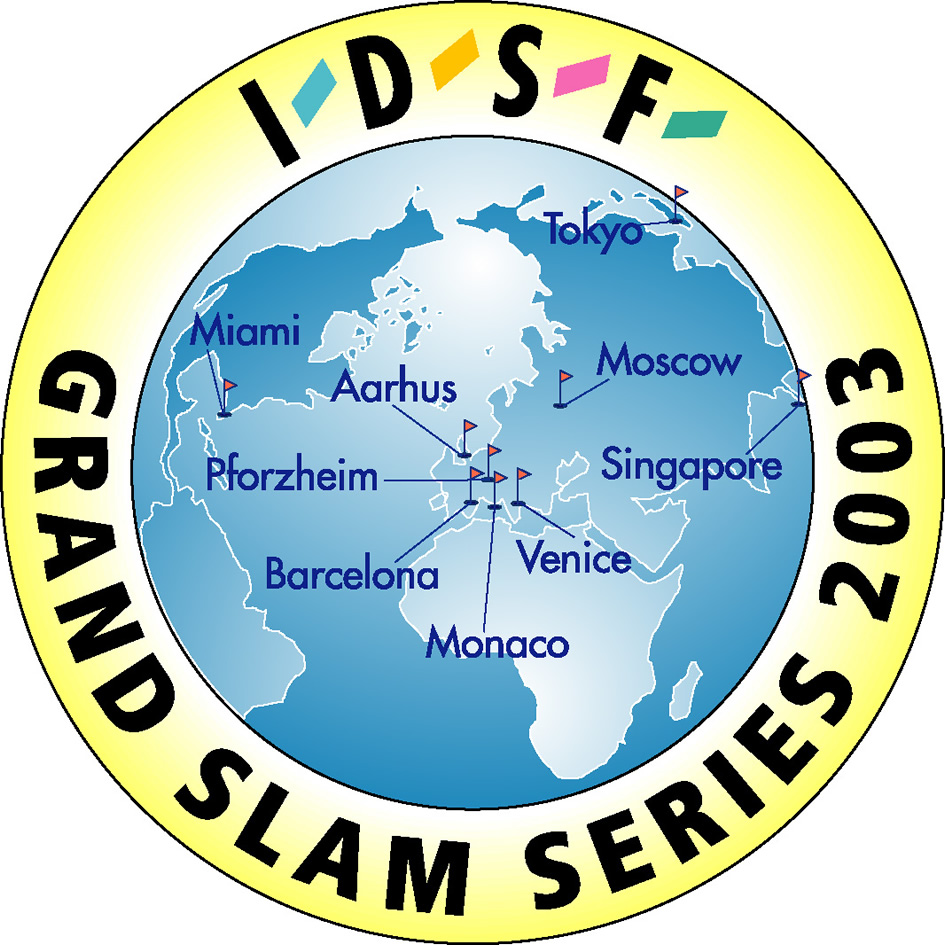 I D S F
Tokyo
Miami
Moscow
Aarhus
Singapore
Pforzheim
Venice
Barcelona
Monaco
GRAND SLAM SERIES 2003